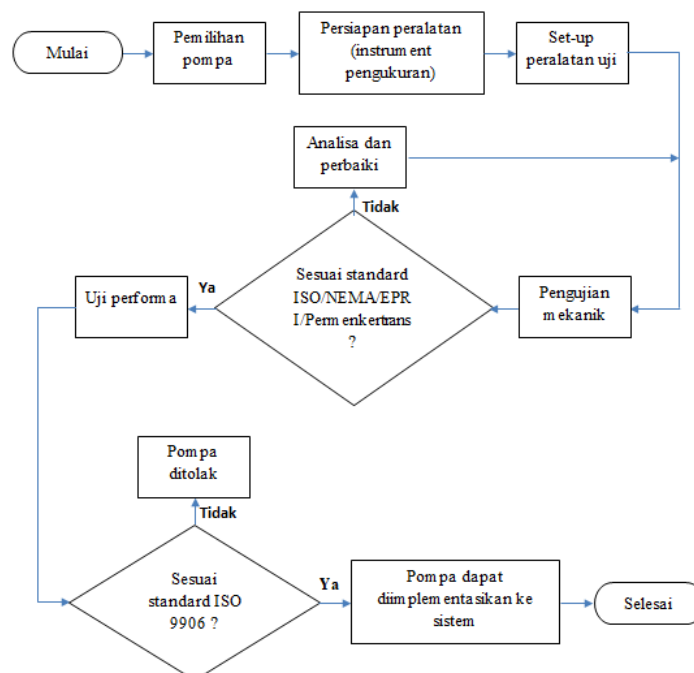 Mulai
Pemilihan
pompa
Persiapan peralatan
(instrument
pengukuran)
Set-up
peralatan uji
Analisa dan
perbaiki
Tidak
Sesuai standard
ISO/NEMA/EPR
I/Permenkertrans
?
Pengujian
mekanik
Ya
Uji performa
Pompa
ditolak
Tidak
Sesuai
standard ISO
9906 ?
Ya
Pompa dapat
diimplementasikan ke
sistem
Selesai